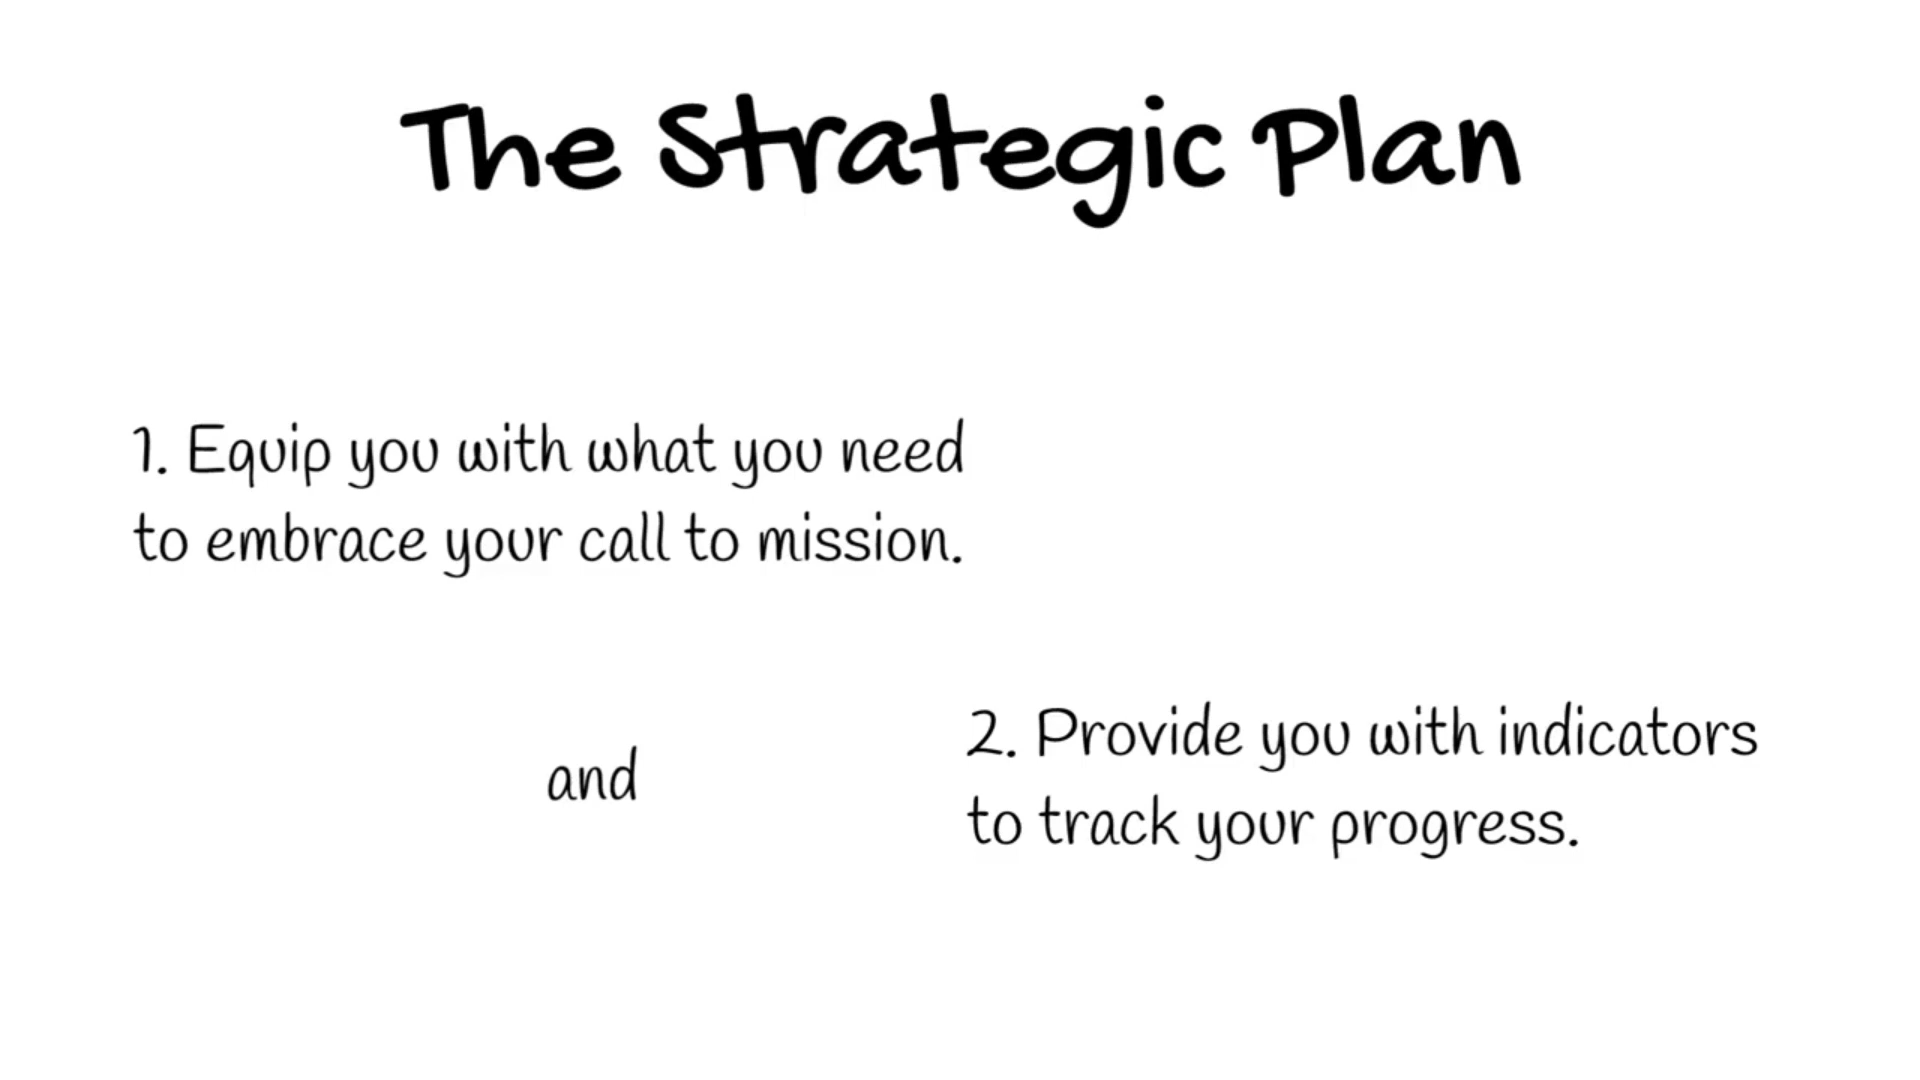 The Strategic Plan
1. Equip you with what you need
to embrace your call to mission.
and
2. Provide you with indicators
to track your progress.